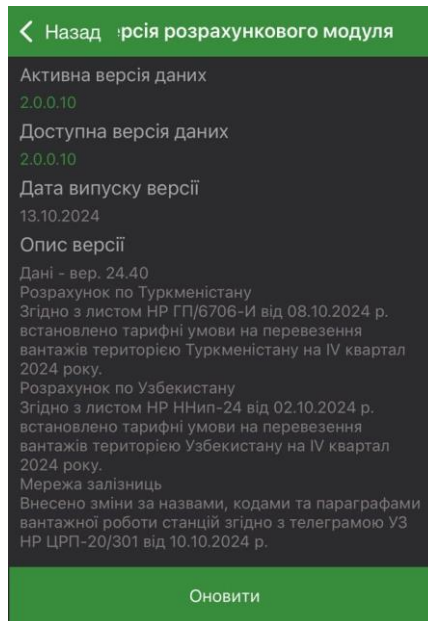 Назад рсія розрахункового модуля
Активна версія даних
2.0.0.10
Доступна версія даних
2.0.0.10
Дата випуску версії
13.10.2024
Опис версії
Дані - вер. 24.40
Розрахунок по Туркменістану
Згідно з листом НР ГП/6706-И від 08.10.2024 р.
встановлено тарифні умови на перевезення
вантажів територією Туркменістану на IV квартал
2024 року.
Розрахунок по Узбекистану
Згідно з листом НР ННип-24 від 02.10.2024 р.
встановлено тарифні умови на перевезення
вантажів територією Узбекистану на IV квартал
2024 року.
Мережа залізниць
Внесено зміни за назвами, кодами та параграфами
вантажної роботи станцій згідно з телеграмою УЗ
НР ЦРП-20/301 від 10.10.2024 р.
Оновити